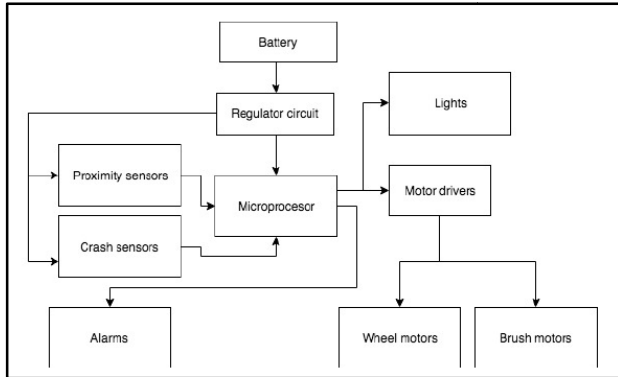 Battery
Regulator circuit
Lights
Proximity sensors
Microprocesor
Motor drivers
Crash sensors
Alarms
Wheel motors
Brush motors